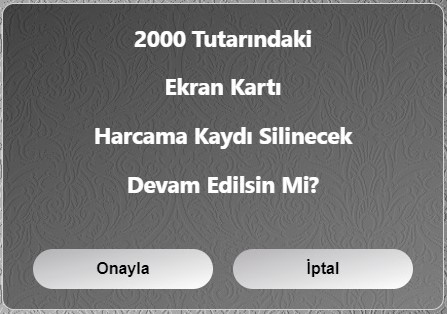 2000 Tutarındaki
Ekran Kartı
Harcama Kaydı Silinecek
Devam Edilsin Mi?
Onayla İptal